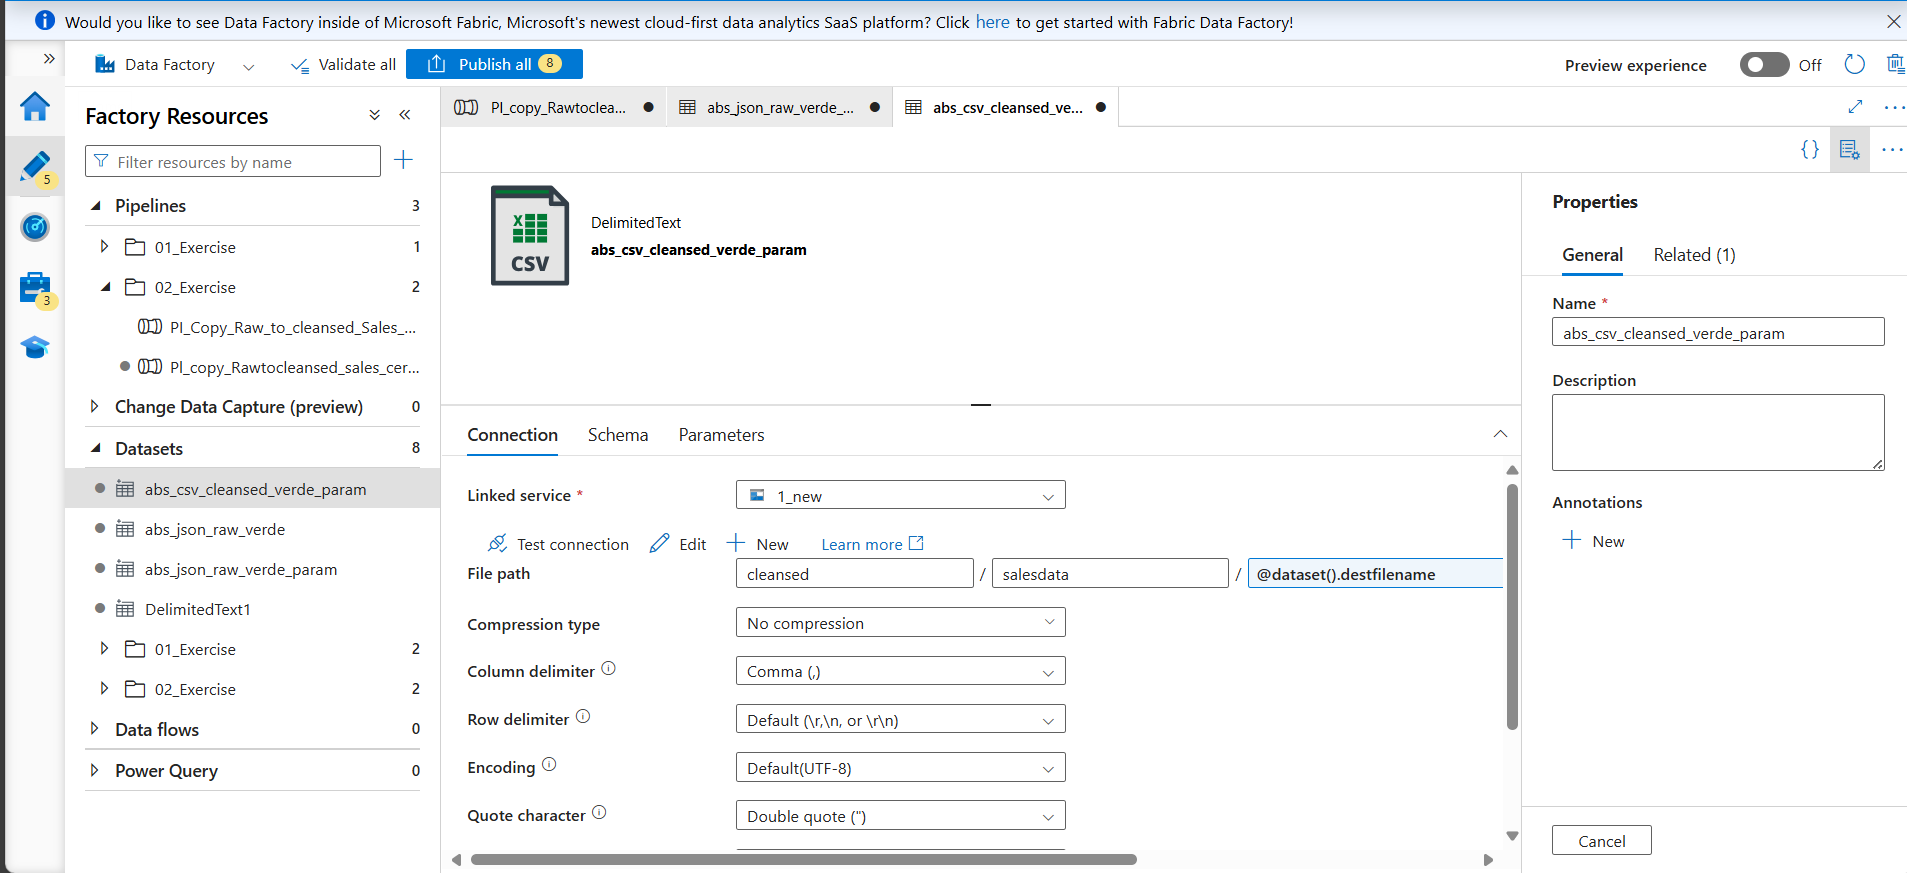 Would you like to see Data Factory inside of Microsoft Fabric, Microsoft's newest cloud-first data analytics SaaS platform? Click here to get started with Fabric Data Factory!
Data Factory
Validate all
Publish all 8
Preview experience
Off
Factory Resources
Filter resources by name
Pipelines 3
01_Exercise 1
02_Exercise 2
Pl_Copy_Raw_to_cleansed_Sales_...
Pl_copy_Rawtocleansed_sales_cer...
Change Data Capture (preview) 0
Datasets 8
abs_csv_cleansed_verde_param
abs_json_raw_verde
abs_json_raw_verde_param
DelimitedText1
01_Exercise 2
02_Exercise 2
Data flows 0
Power Query 0
5
3
Pl_copy_Rawtoclea...
abs_json_raw_verde_...
abs_csv_cleansed_ve...
{}
X
CSV
DelimitedText
abs_csv_cleansed_verde_param
Connection
Schema
Parameters
Linked service *
1_new
Test connection
Edit
New
Learn more
File path
cleansed / salesdata / @dataset().destfilename
Compression type
No compression
Column delimiter
Comma (,)
Row delimiter
Default (\r,\n, or \r\n)
Encoding
Default(UTF-8)
Quote character
Double quote (")
Properties
General
Related (1)
Name *
abs_csv_cleansed_verde_param
Description
Annotations
New
Cancel